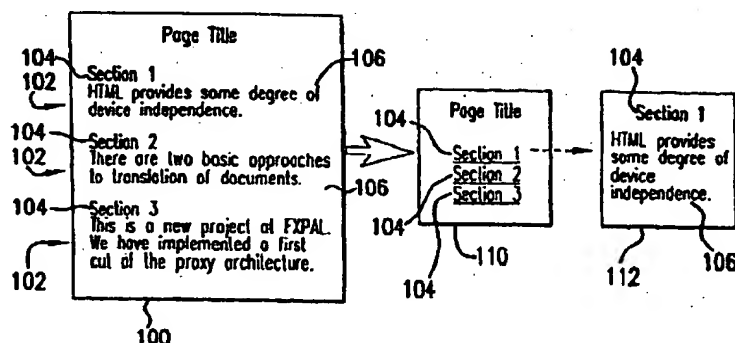 Page Title
104
106
Section 1
102
HTML provides some degree of
device independence.
104
Section 2
102
There are two basic approaches
to translation of documents.
106
104
Section 3
This is a new project at FXPAL.
We have implemented a first
cut of the proxy architecture.
102
100
Page Title
104
Section 1
Section 2
104
Section 3
104
110
104
Section 1
HTML provides
some degree of
device
independence.
112
106